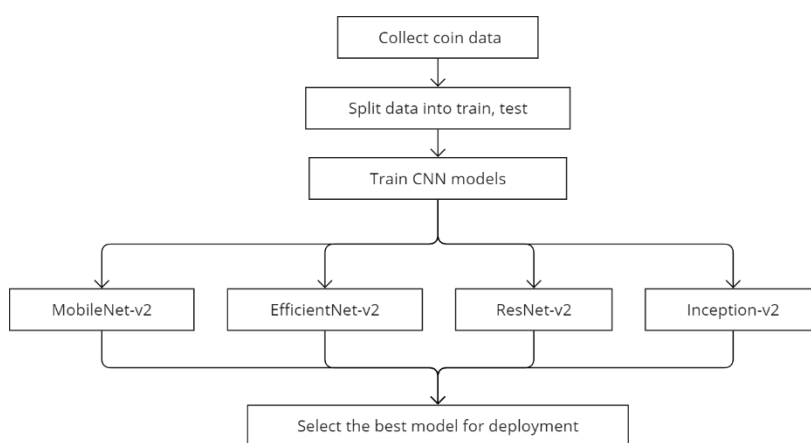 Collect coin data
Split data into train, test
Train CNN models
MobileNet-v2
EfficientNet-v2
ResNet-v2
Inception-v2
Select the best model for deployment